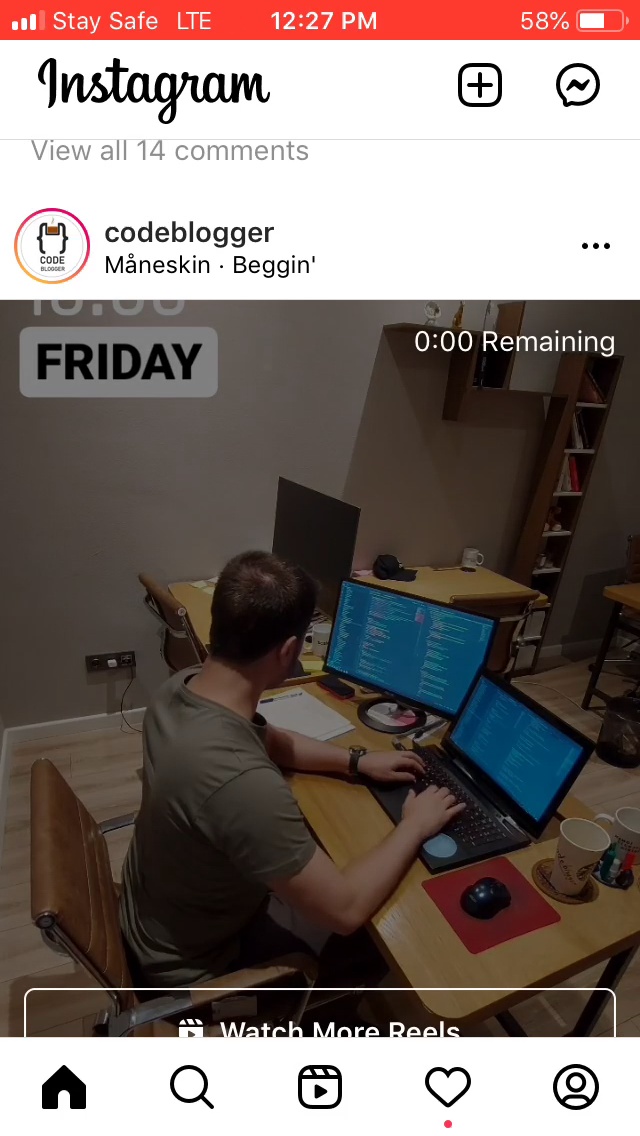 Stay Safe LTE 12:27 PM 58%
Instagram
View all 14 comments
codeblogger
CODE
BLOGGER
Måneskin · Beggin'
FRIDAY
0:00 Remaining
Watch More Reels